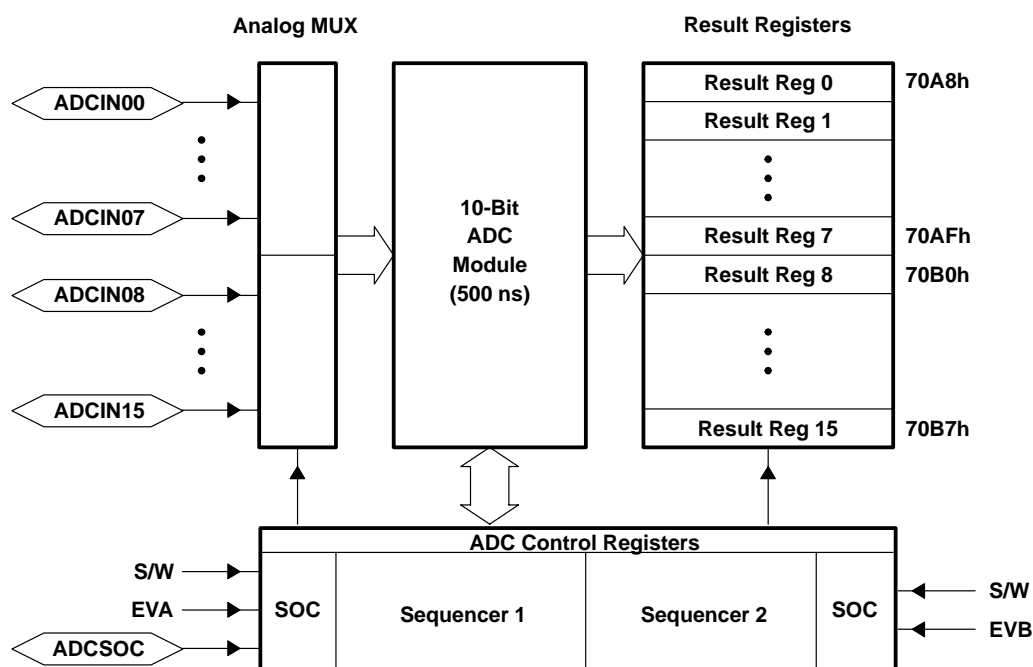 Analog MUX
Result Registers
ADCIN00
ADCIN07
ADCIN08
ADCIN15
10-Bit
ADC
Module
(500 ns)
Result Reg 0
70A8h
Result Reg 1
Result Reg 7
70AFh
Result Reg 8
70B0h
Result Reg 15
70B7h
ADC Control Registers
S/W
EVA
ADCSOC
SOC
Sequencer 1
Sequencer 2
SOC
S/W
EVB